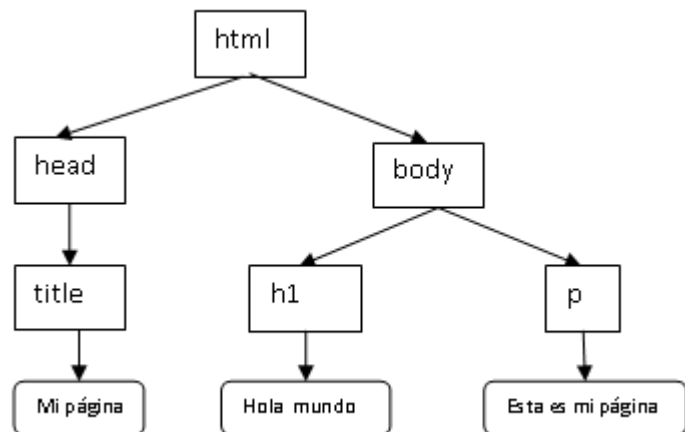 html
head
body
title
h1
p
Mi página
Hola mundo
Esta es mi página